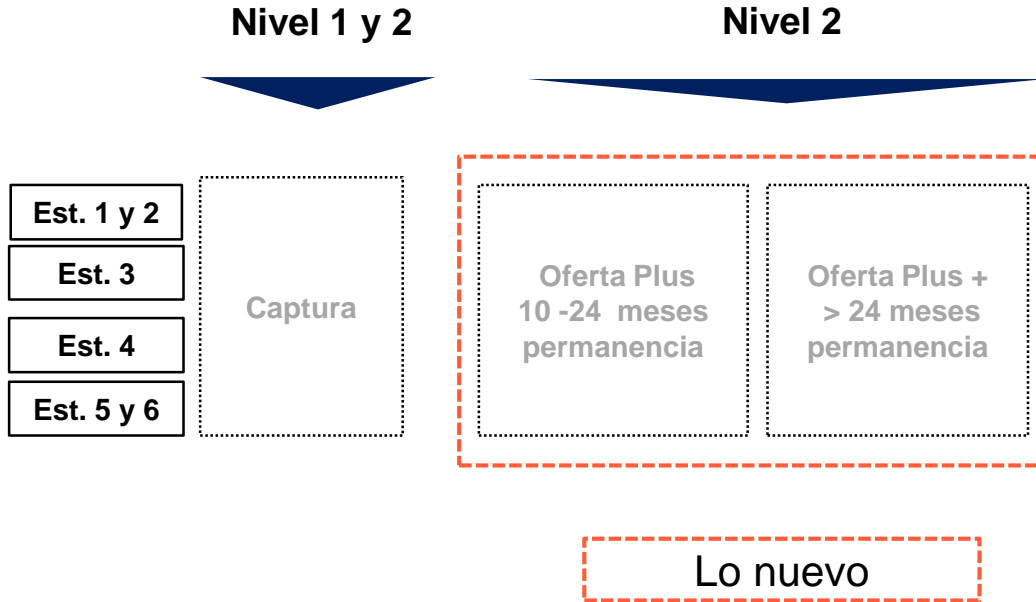 Nivel 1 y 2
Nivel 2
Est. 1 y 2
Est. 3
Est. 4
Est. 5 y 6
Captura
Oferta Plus
10 -24 meses
permanencia
Oferta Plus +
> 24 meses
permanencia
Lo nuevo